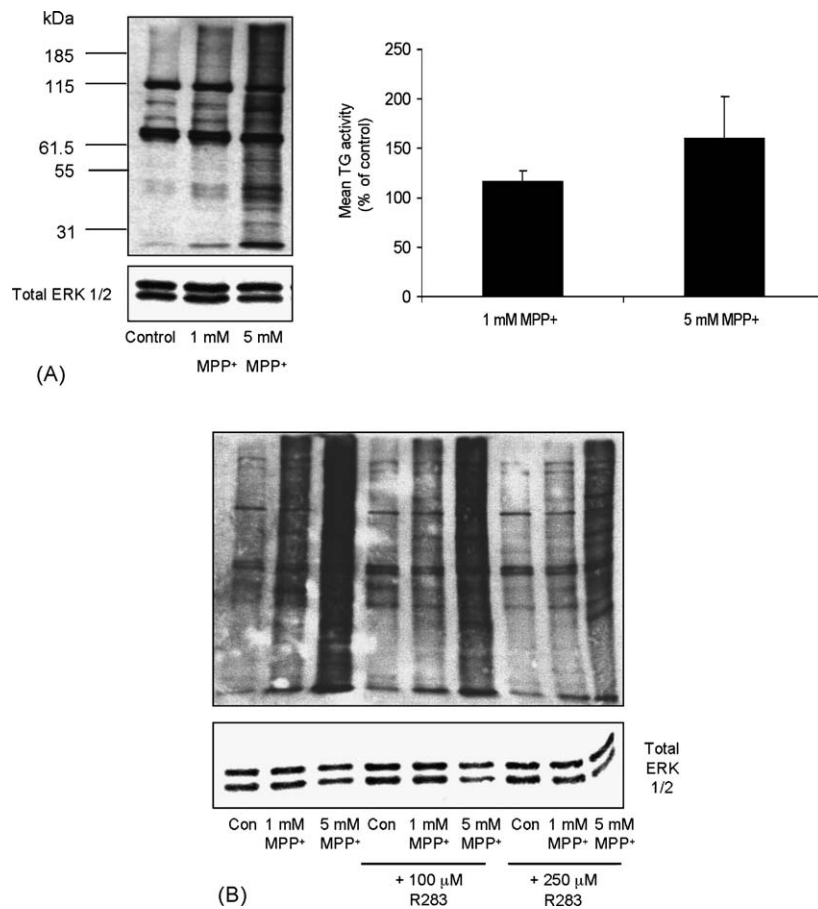 kDa
185
115
61.5
55
31
Total ERK 1/2
Control 1 mM 5 mM
MPP+ MPP+
(A)
250
200
150
100
50
0
Mean TG activity
(% of control)
1 mM MPP+ 5 mM MPP+
Total
ERK
1/2
Con 1 mM 5 mM Con 1 mM 5 mM Con 1 mM 5 mM
MPP+ MPP+ MPP+ MPP+ MPP+ MPP+
+ 100 μM + 250 μM
R283 R283
(B)